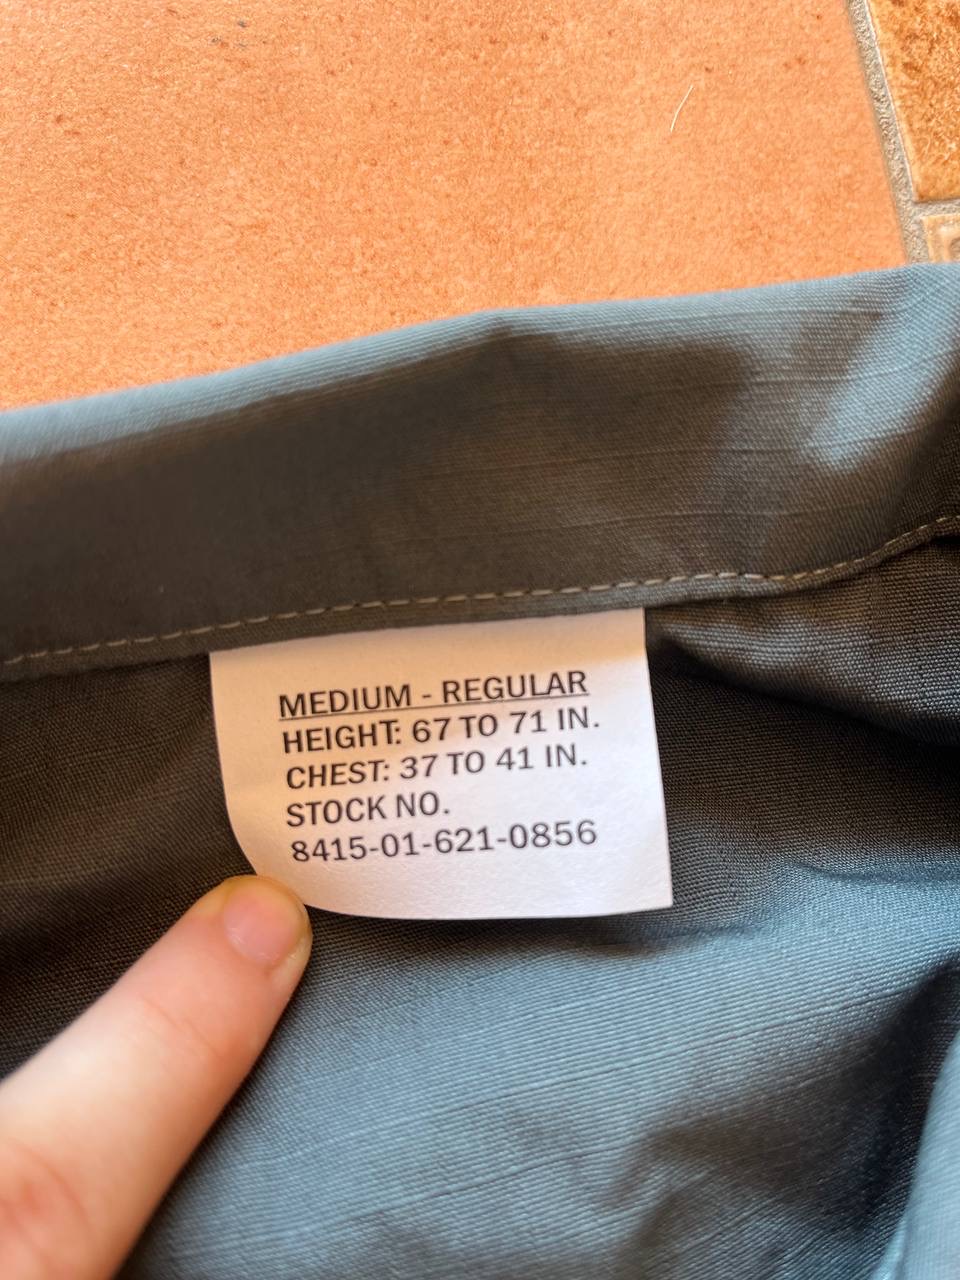 MEDIUM - REGULAR
HEIGHT: 67 TO 71 IN.
CHEST: 37 TO 41 IN.
STOCK NO.
8415-01-621-0856